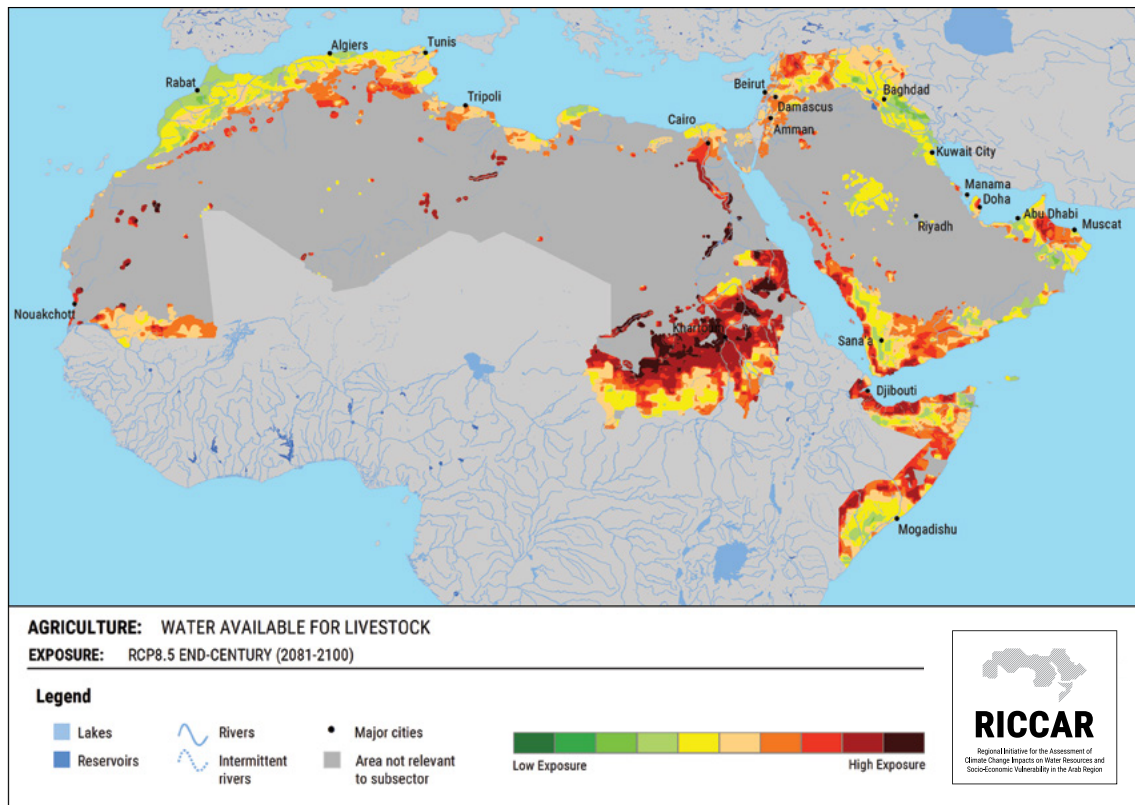 Algiers
Tunis
Rabat
Tripoli
Beirut
Baghdad
Damascus
Cairo
Amman
Kuwait City
Manama
Doha
Abu Dhabi
Riyadh
Muscat
Nouakchott
Khartoum
Sana'a
Djibouti
Mogadishu
AGRICULTURE: WATER AVAILABLE FOR LIVESTOCK
EXPOSURE: RCP8.5 END-CENTURY (2081-2100)
Legend
Lakes
Rivers
Major cities
Reservoirs
Intermittent
rivers
Area not relevant
to subsector
Low Exposure
High Exposure
RICCAR
Regional Initiative for the Assessment of
Climate Change Impacts on Water Resources and
Socio-Economic Vulnerability in the Arab Region